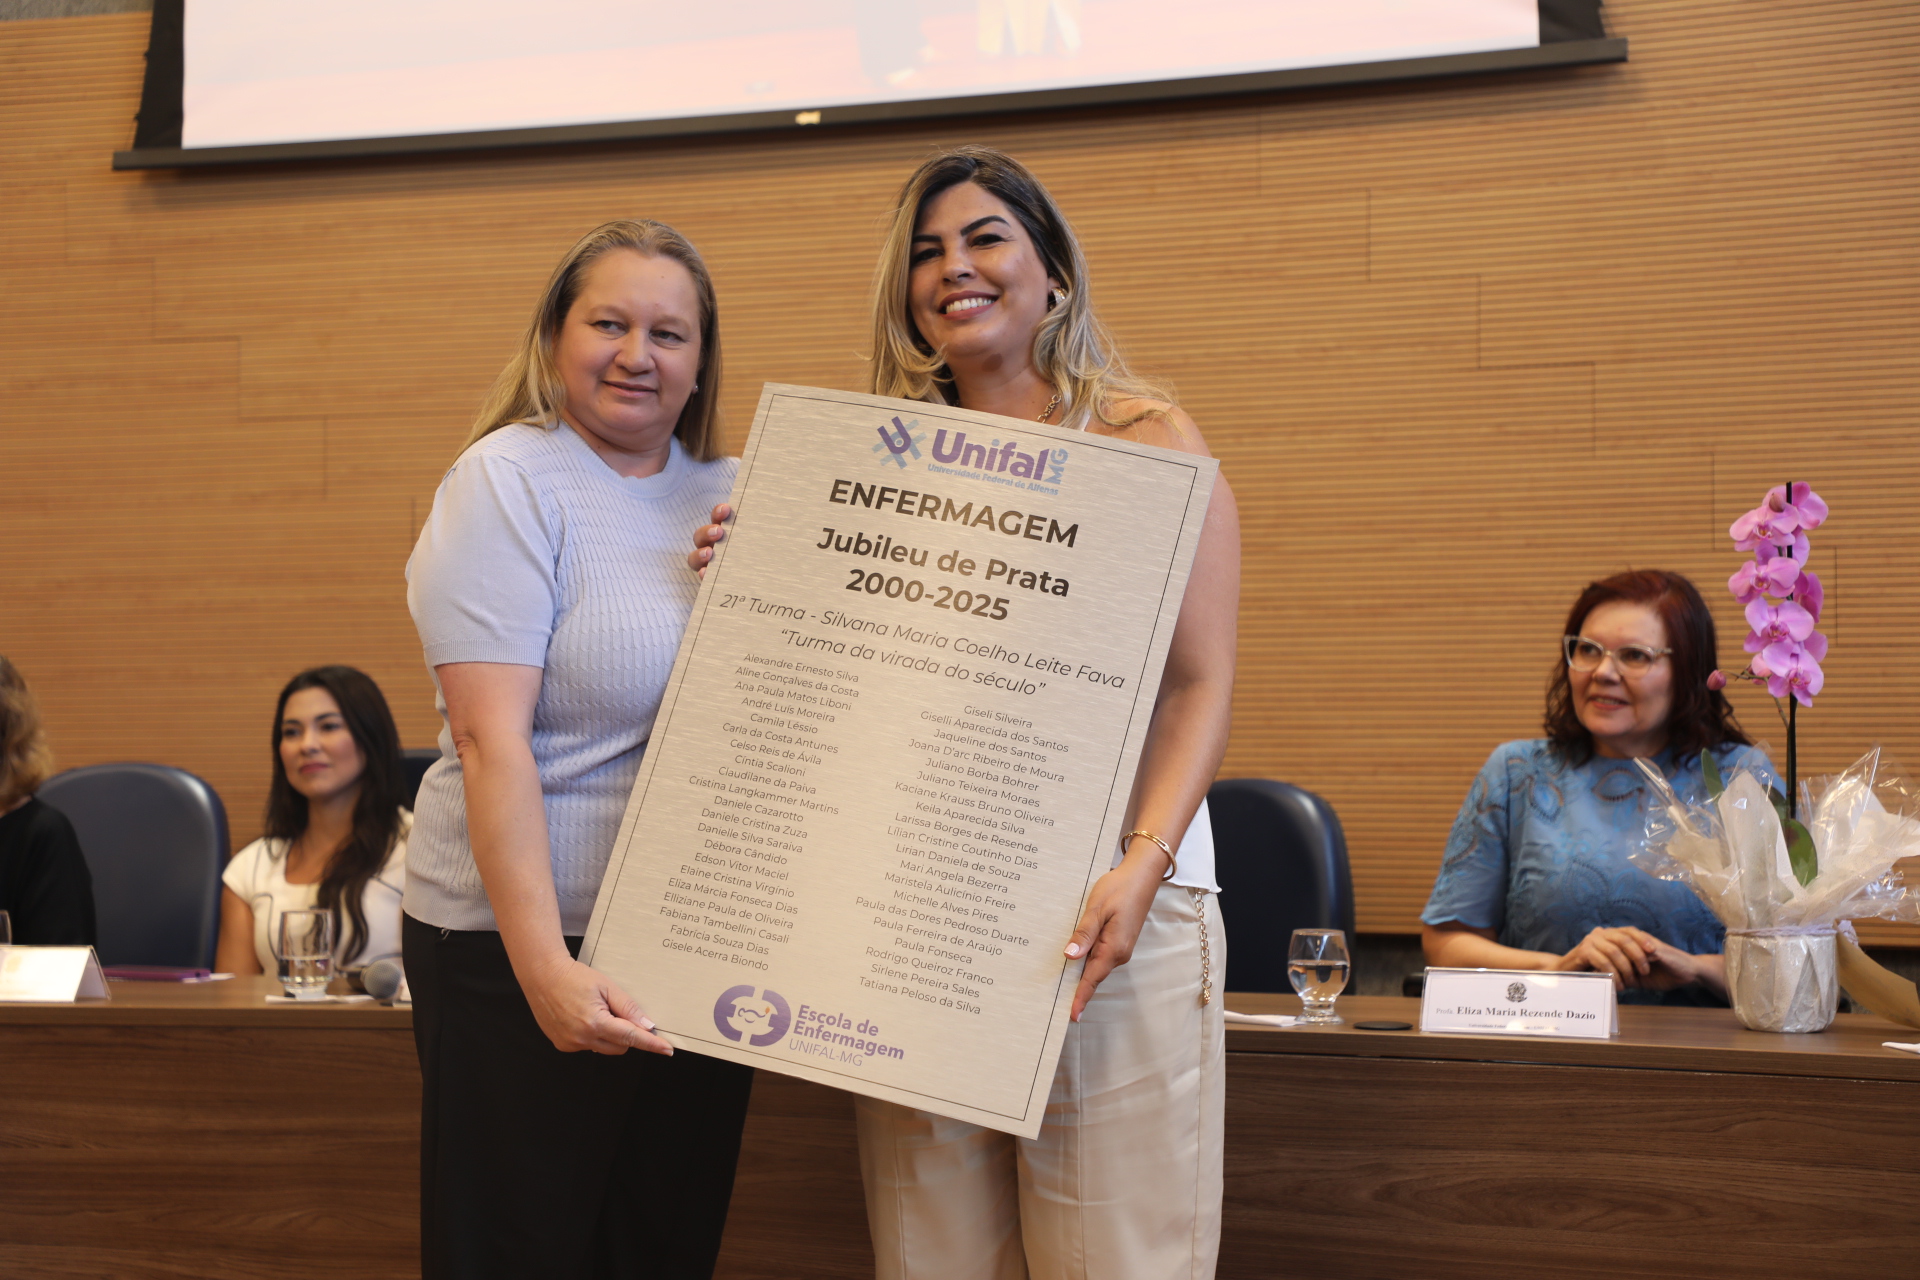 Unifal MG
Universidade Federal de Alfenas
ENFERMAGEM
Jubileu de Prata
2000-2025
21ª Turma - Silvana Maria Coelho Leite Fava
“Turma da virada do século”
Alexandre Ernesto Silva
Aline Gonçalves da Costa
Ana Paula Matos Liboni
André Luís Moreira
Camila Léssio
Carla da Costa Antunes
Celso Reis de Ávila
Cíntia Scalioni
Claudilane da Paiva
Cristina Langkammer Martins
Daniele Cazarotto
Daniele Cristina Zuza
Danielle Silva Saraiva
Débora Cândido
Edson Vitor Maciel
Elaine Cristina Virgínio
Eliza Márcia Fonseca Dias
Elliziane Paula de Oliveira
Fabiana Tambellini Casali
Fabrícia Souza Dias
Gisele Acerra Biondo
Giseli Silveira
Giselli Aparecida dos Santos
Jaqueline dos Santos
Joana D'arc Ribeiro de Moura
Juliano Borba Bohrer
Juliano Teixeira Moraes
Kaciane Krauss Bruno Oliveira
Keila Aparecida Silva
Larissa Borges de Resende
Lílian Cristine Coutinho Dias
Lirian Daniela de Souza
Mari Angela Bezerra
Maristela Aulicínio Freire
Michelle Alves Pires
Paula das Dores Pedroso Duarte
Paula Ferreira de Araújo
Paula Fonseca
Rodrigo Queiroz Franco
Sirlene Pereira Sales
Tatiana Peloso da Silva
Escola de
Enfermagem
UNIFAL-MG
Profa. Eliza Maria Rezende Dazio